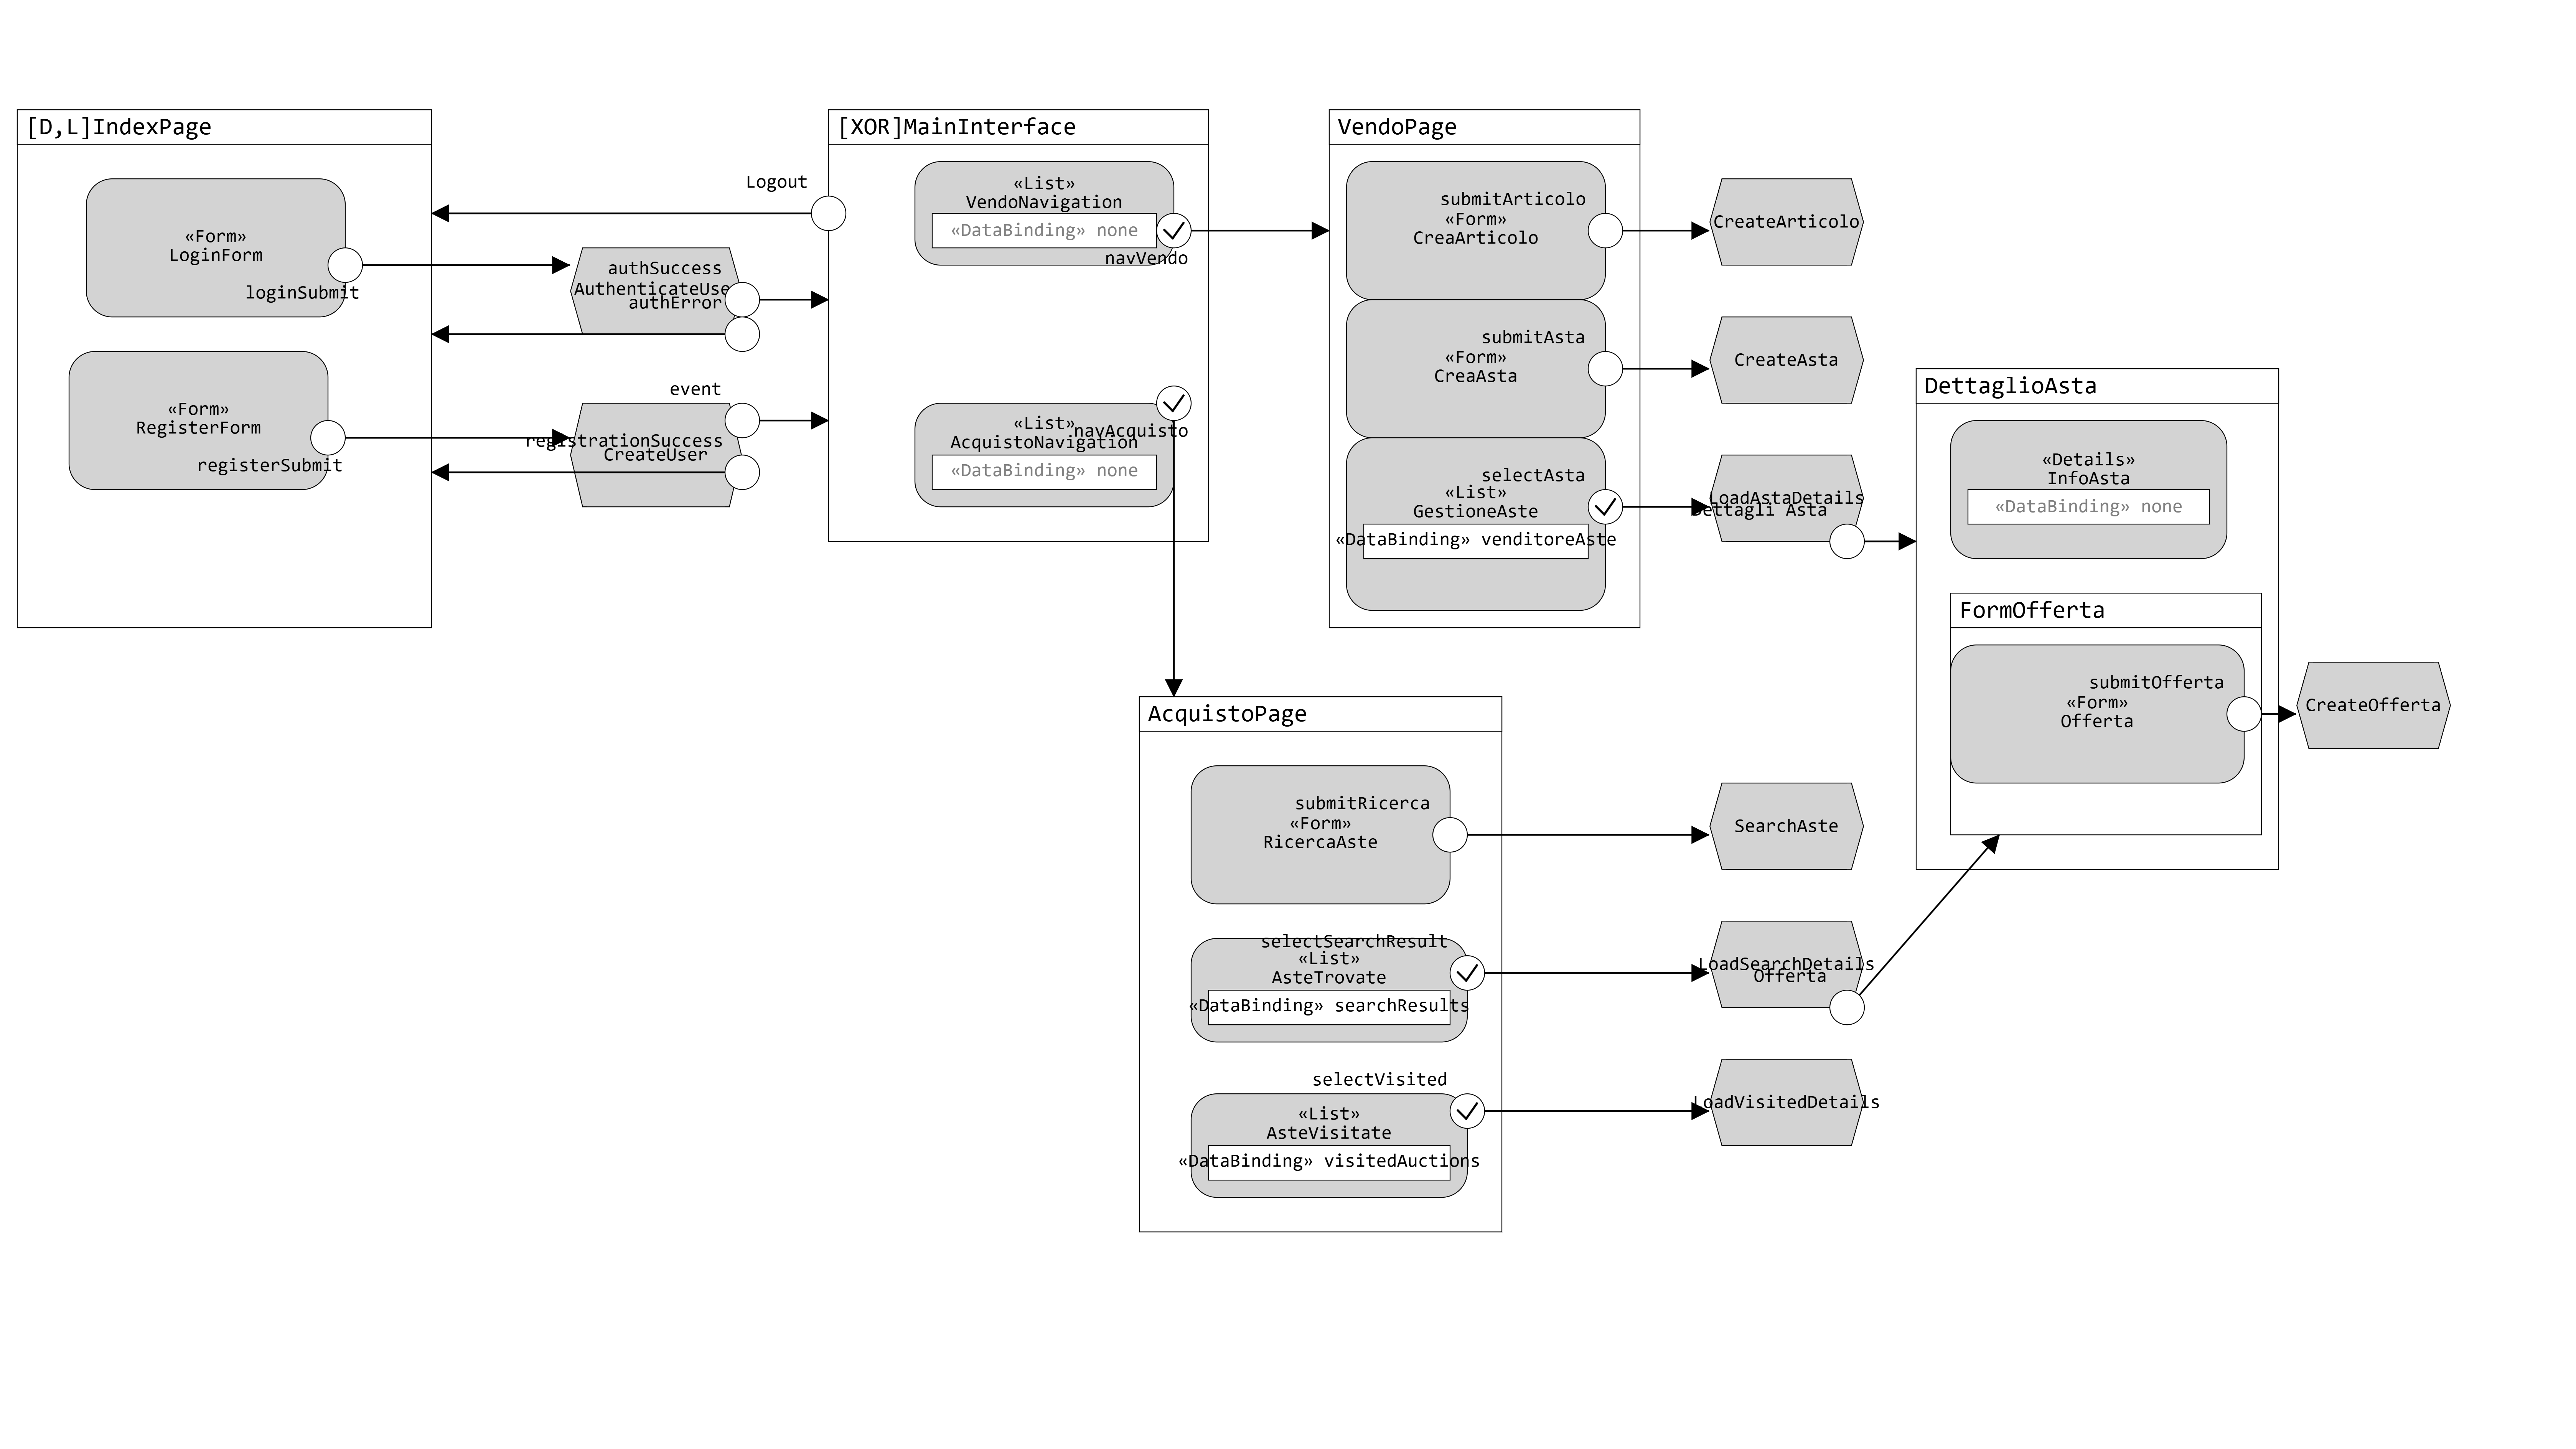 [D,L]IndexPage
«Form»
LoginForm
loginSubmit
«Form»
RegisterForm
registerSubmit
Logout
authSuccess
AuthenticateUse
authError
event
registrationSuccess
CreateUser
[XOR]MainInterface
«List»
VendoNavigation
«DataBinding» none
navVendo
«List»
navAcquisto
AcquistoNavigation
«DataBinding» none
VendoPage
submitArticolo
«Form»
CreaArticolo
submitAsta
«Form»
CreaAsta
selectAsta
«List»
GestioneAste
«DataBinding» venditoreAste
CreateArticolo
CreateAsta
LoadAstaDetails
Dettagli Asta
DettaglioAsta
«Details»
InfoAsta
«DataBinding» none
FormOfferta
submitOfferta
«Form»
Offerta
CreateOfferta
AcquistoPage
submitRicerca
«Form»
RicercaAste
selectSearchResult
«List»
AsteTrovate
«DataBinding» searchResults
selectVisited
«List»
AsteVisitate
«DataBinding» visitedAuctions
SearchAste
LoadSearchDetails
Offerta
LoadVisitedDetails